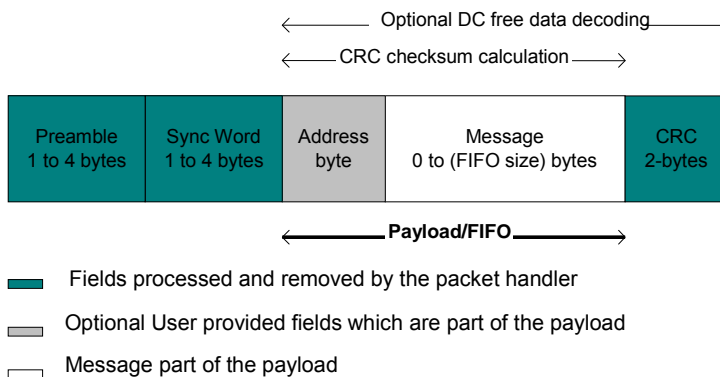 Optional DC free data decoding
CRC checksum calculation
Preamble
1 to 4 bytes
Sync Word
1 to 4 bytes
Address
byte
Message
0 to (FIFO size) bytes
CRC
2-bytes
Payload/FIFO
Fields processed and removed by the packet handler
Optional User provided fields which are part of the payload
Message part of the payload